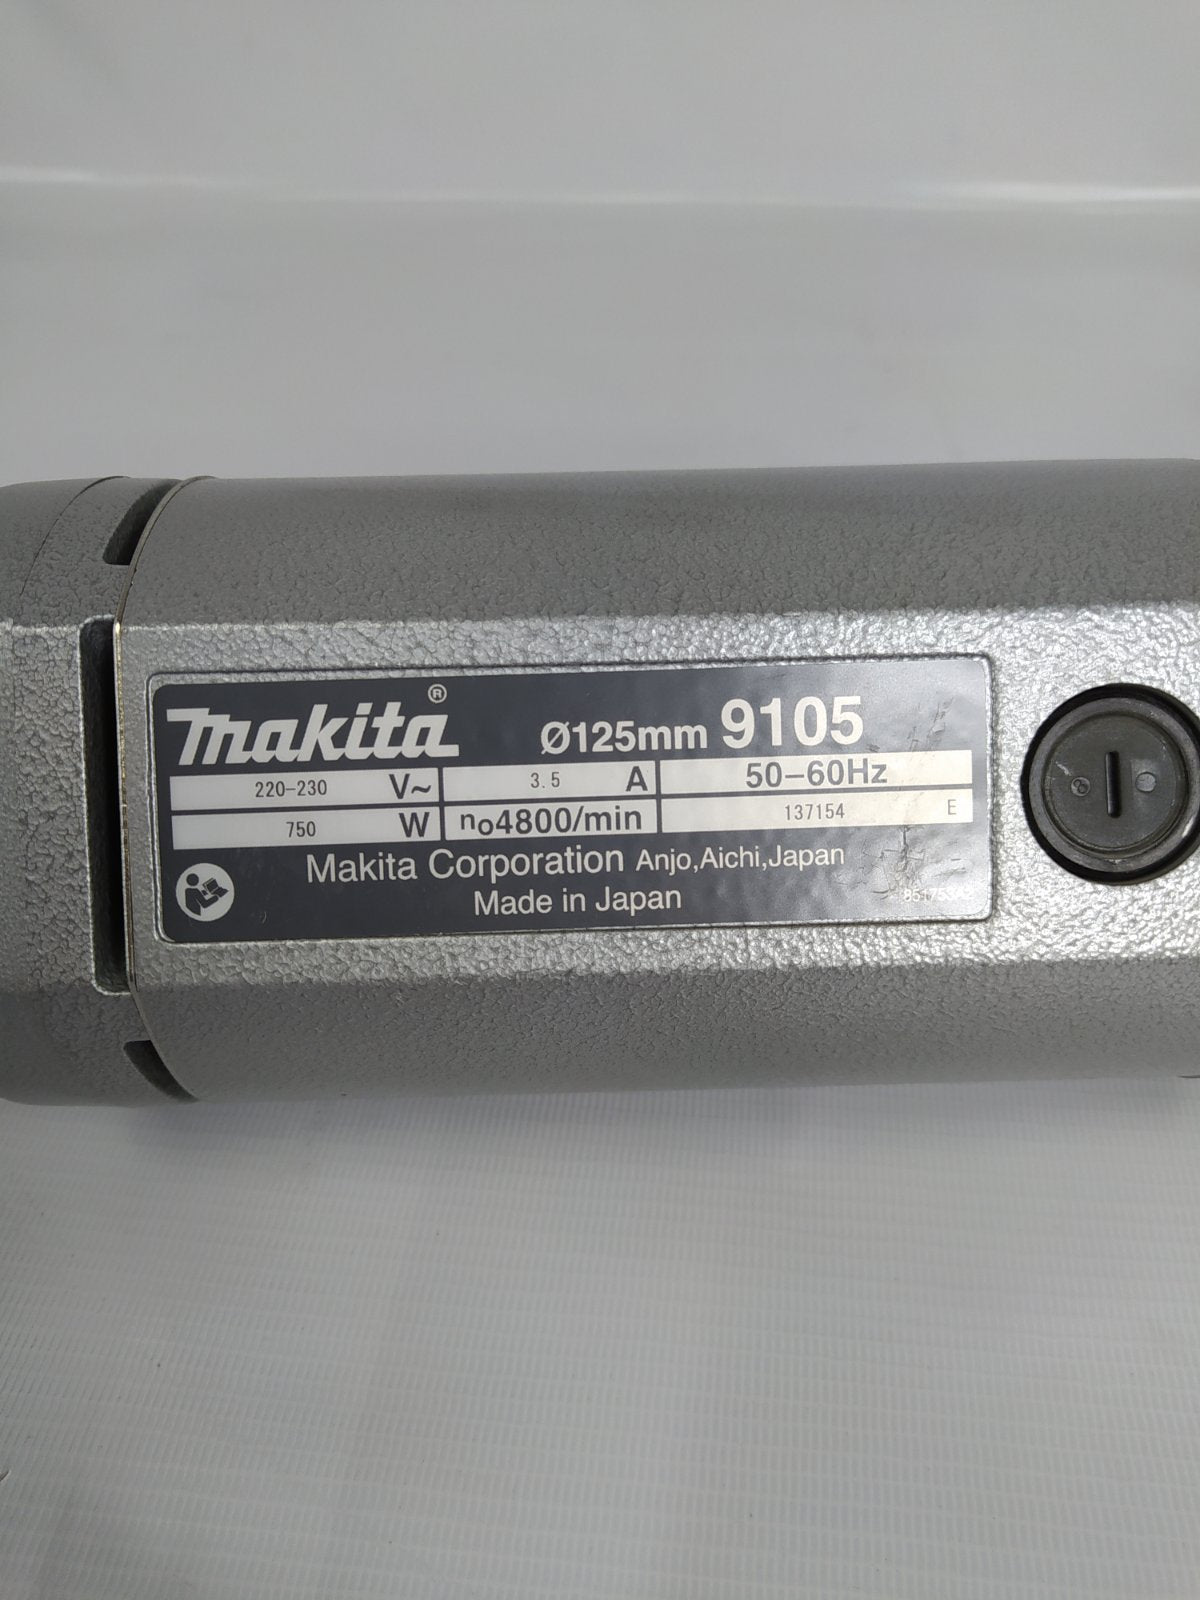 makita®
Ø125mm 9105
220-230 V~ 3.5 A 50-60Hz
750 W no4800/min 137154 E
Makita Corporation Anjo,Aichi,Japan
Made in Japan